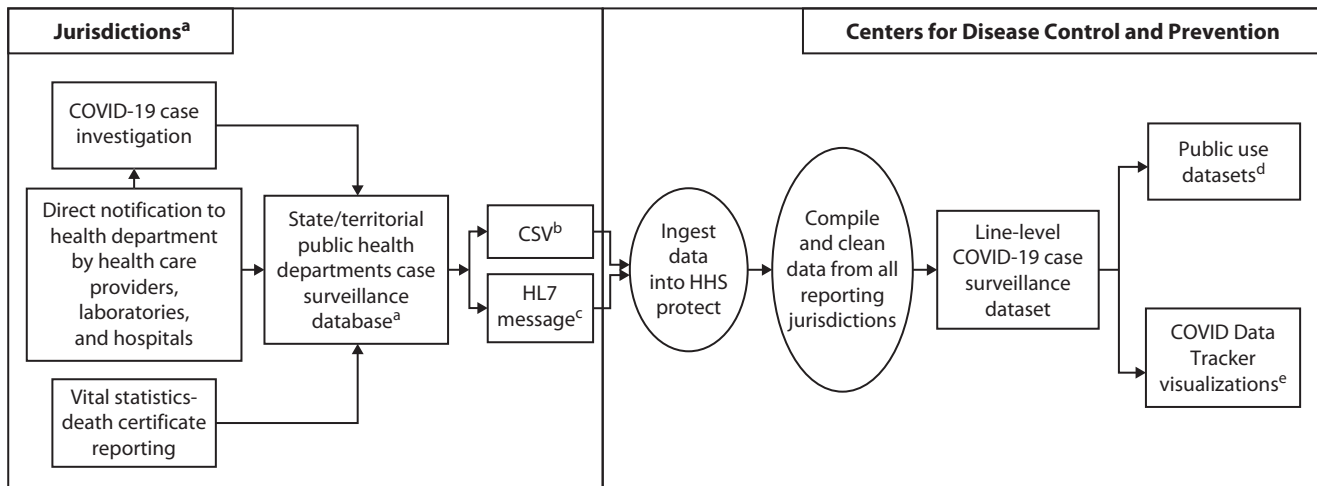 Jurisdictionsᵃ
COVID-19 case
investigation
Direct notification to
health department
by health care
providers,
laboratories,
and hospitals
Vital statistics-
death certificate
reporting
State/territorial
public health
departments case
surveillance
databaseᵃ
CSVᵇ
HL7
messageᶜ
Centers for Disease Control and Prevention
Ingest
data
into HHS
protect
Compile
and clean
data from all
reporting
jurisdictions
Line-level
COVID-19 case
surveillance
dataset
Public use
datasetsᵈ
COVID Data
Tracker
visualizationsᵉ